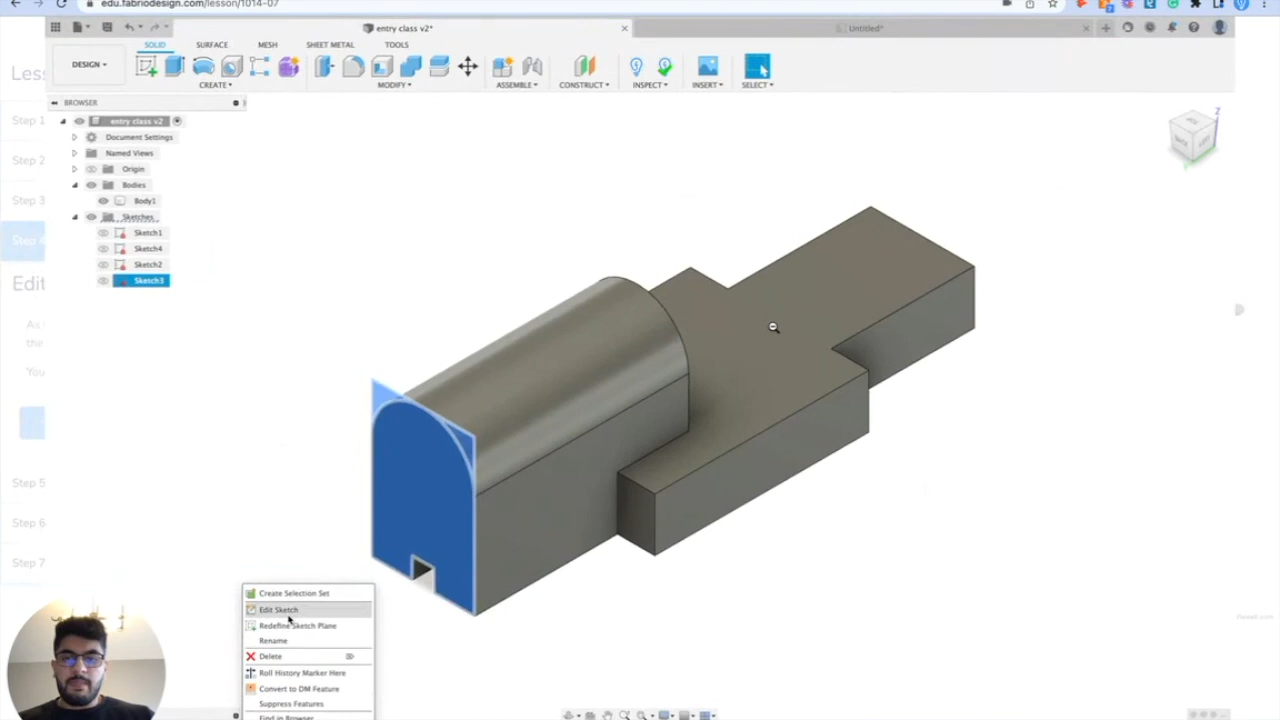 edu.fabriodesign.com/lesson/1014-07
entry class v2*
Untitled*
DESIGN
SOLID
SURFACE
MESH
SHEET METAL
TOOLS
CREATE
MODIFY
ASSEMBLE
CONSTRUCT
INSPECT
INSERT
SELECT
BROWSER
entry class v2
Document Settings
Named Views
Origin
Bodies
Body1
Sketches
Sketch1
Sketch4
Sketch2
Sketch3
Less
Step 1
Step 2
Step 3
Step 4
Edit
As
the
You
Step 5
Step 6
Step 7
Z
Create Selection Set
Edit Sketch
Redefine Sketch Plane
Rename
Delete
Roll History Marker Here
Convert to DM Feature
Suppress Features
Find in Browser